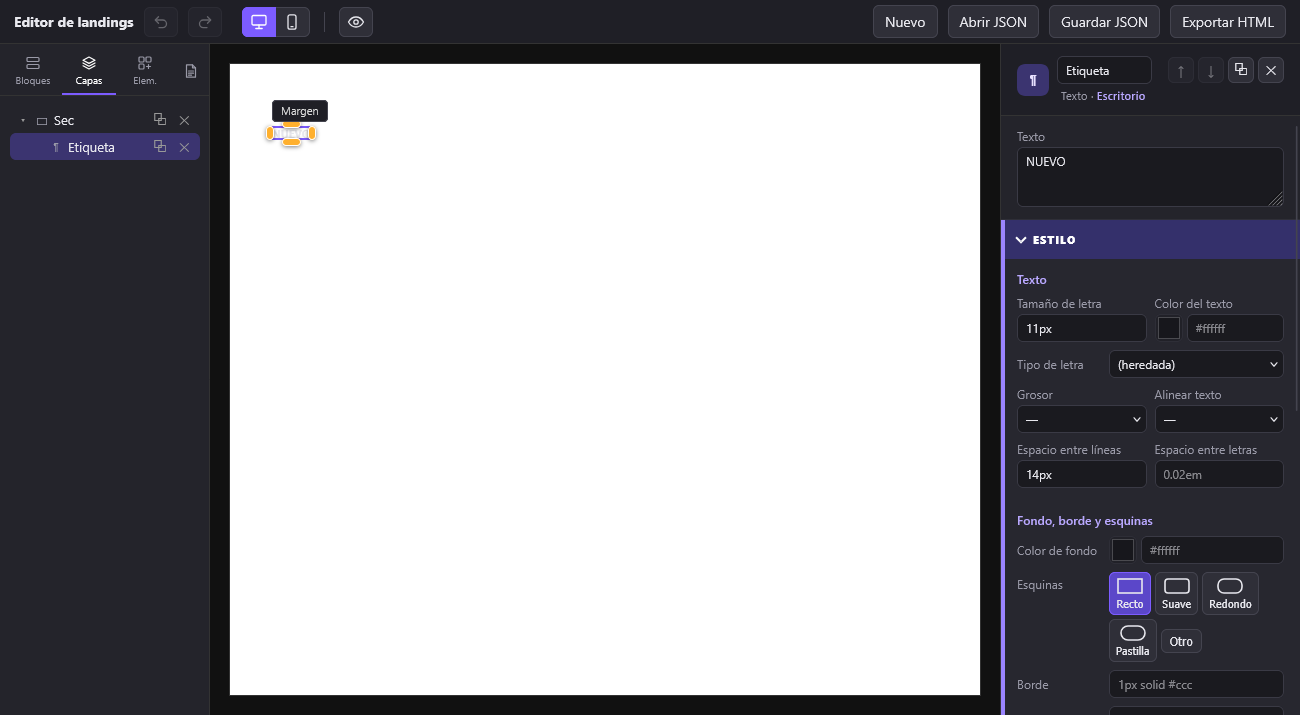 Editor de landings
Nuevo
Abrir JSON
Guardar JSON
Exportar HTML
Bloques
Capas
Elem.
Sec
¶ Etiqueta
Margen
¶
Etiqueta
Texto · Escritorio
Texto
NUEVO
ESTILO
Texto
Tamaño de letra
Color del texto
11px
#ffffff
Tipo de letra
(heredada)
Grosor
Alinear texto
—
—
Espacio entre líneas
Espacio entre letras
14px
0.02em
Fondo, borde y esquinas
Color de fondo
#ffffff
Esquinas
Recto
Suave
Redondo
Pastilla
Otro
Borde
1px solid #ccc